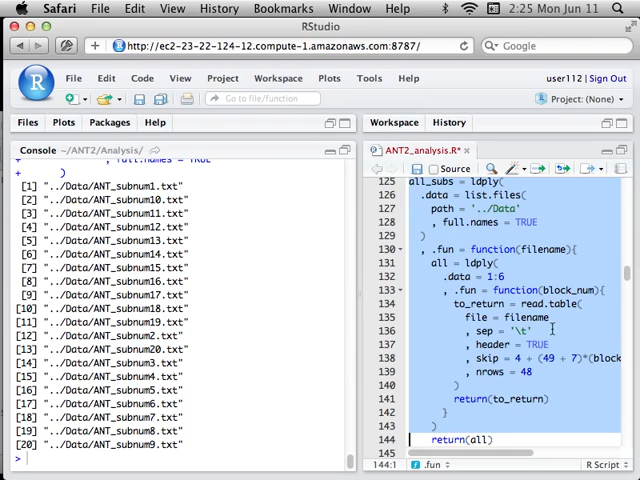 Safari File Edit View History Bookmarks Window Help 2:25 Mon Jun 11
RStudio
http://ec2-23-22-124-12.compute-1.amazonaws.com:8787/
Google
R File Edit Code View Project Workspace Plots Tools Help user112 | Sign Out
Go to file/function
Project: (None)
Files Plots Packages Help
Workspace History
Console ~/ANT2/Analysis/
ANT2_analysis.R*
Source
+ , full.names = TRUE
+ )
[1] "../Data/ANT_subnum1.txt"
[2] "../Data/ANT_subnum10.txt"
[3] "../Data/ANT_subnum11.txt"
[4] "../Data/ANT_subnum12.txt"
[5] "../Data/ANT_subnum13.txt"
[6] "../Data/ANT_subnum14.txt"
[7] "../Data/ANT_subnum15.txt"
[8] "../Data/ANT_subnum16.txt"
[9] "../Data/ANT_subnum17.txt"
[10] "../Data/ANT_subnum18.txt"
[11] "../Data/ANT_subnum19.txt"
[12] "../Data/ANT_subnum2.txt"
[13] "../Data/ANT_subnum20.txt"
[14] "../Data/ANT_subnum3.txt"
[15] "../Data/ANT_subnum4.txt"
[16] "../Data/ANT_subnum5.txt"
[17] "../Data/ANT_subnum6.txt"
[18] "../Data/ANT_subnum7.txt"
[19] "../Data/ANT_subnum8.txt"
[20] "../Data/ANT_subnum9.txt"
>
125 all_subs = ldply(
126 .data = list.files(
127 path = '../Data'
128 , full.names = TRUE
129 )
130 , .fun = function(filename){
131 all = ldply(
132 .data = 1:6
133 , .fun = function(block_num){
134 to_return = read.table(
135 file = filename
136 , sep = '\t'
137 , header = TRUE
138 , skip = 4 + (49 + 7)*(block
139 , nrows = 48
140 )
141 return(to_return)
142 }
143 )
144 return(all)
145
144:1 .fun R Script